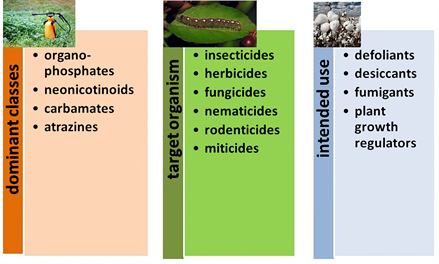 dominant classes
• organo-
phosphates
• neonicotinoids
• carbamates
• atrazines
target organism
• insecticides
• herbicides
• fungicides
• nematicides
• rodenticides
• miticides
intended use
• defoliants
• desiccants
• fumigants
• plant
growth
regulators